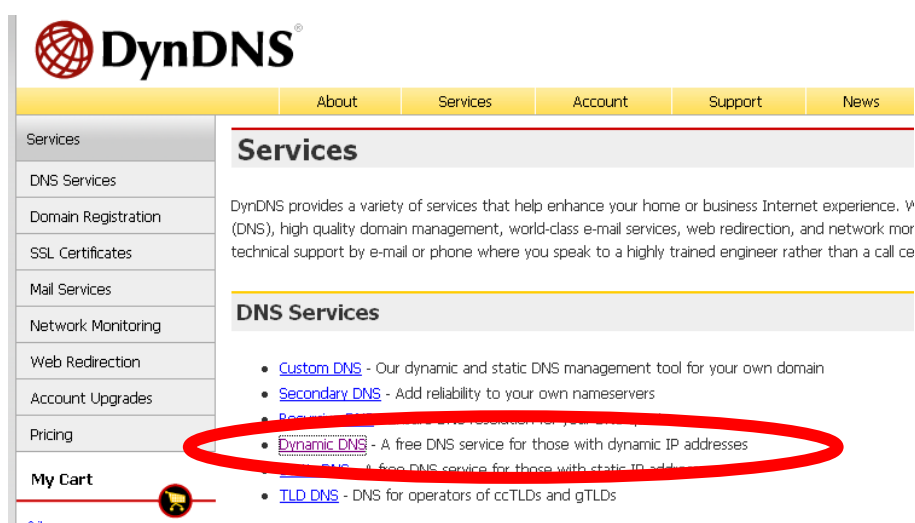 DynDNS®
About Services Account Support News
Services
DNS Services
Domain Registration
SSL Certificates
Mail Services
Network Monitoring
Web Redirection
Account Upgrades
Pricing
My Cart
Services
DynDNS provides a variety of services that help enhance your home or business Internet experience. W
(DNS), high quality domain management, world-class e-mail services, web redirection, and network mon
technical support by e-mail or phone where you speak to a highly trained engineer rather than a call ce
DNS Services
Custom DNS - Our dynamic and static DNS management tool for your own domain
Secondary DNS - Add reliability to your own nameservers
Dynamic DNS - A free DNS service for those with dynamic IP addresses
DNS - A free DNS service for those with static IP
TLD DNS - DNS for operators of ccTLDs and gTLDs